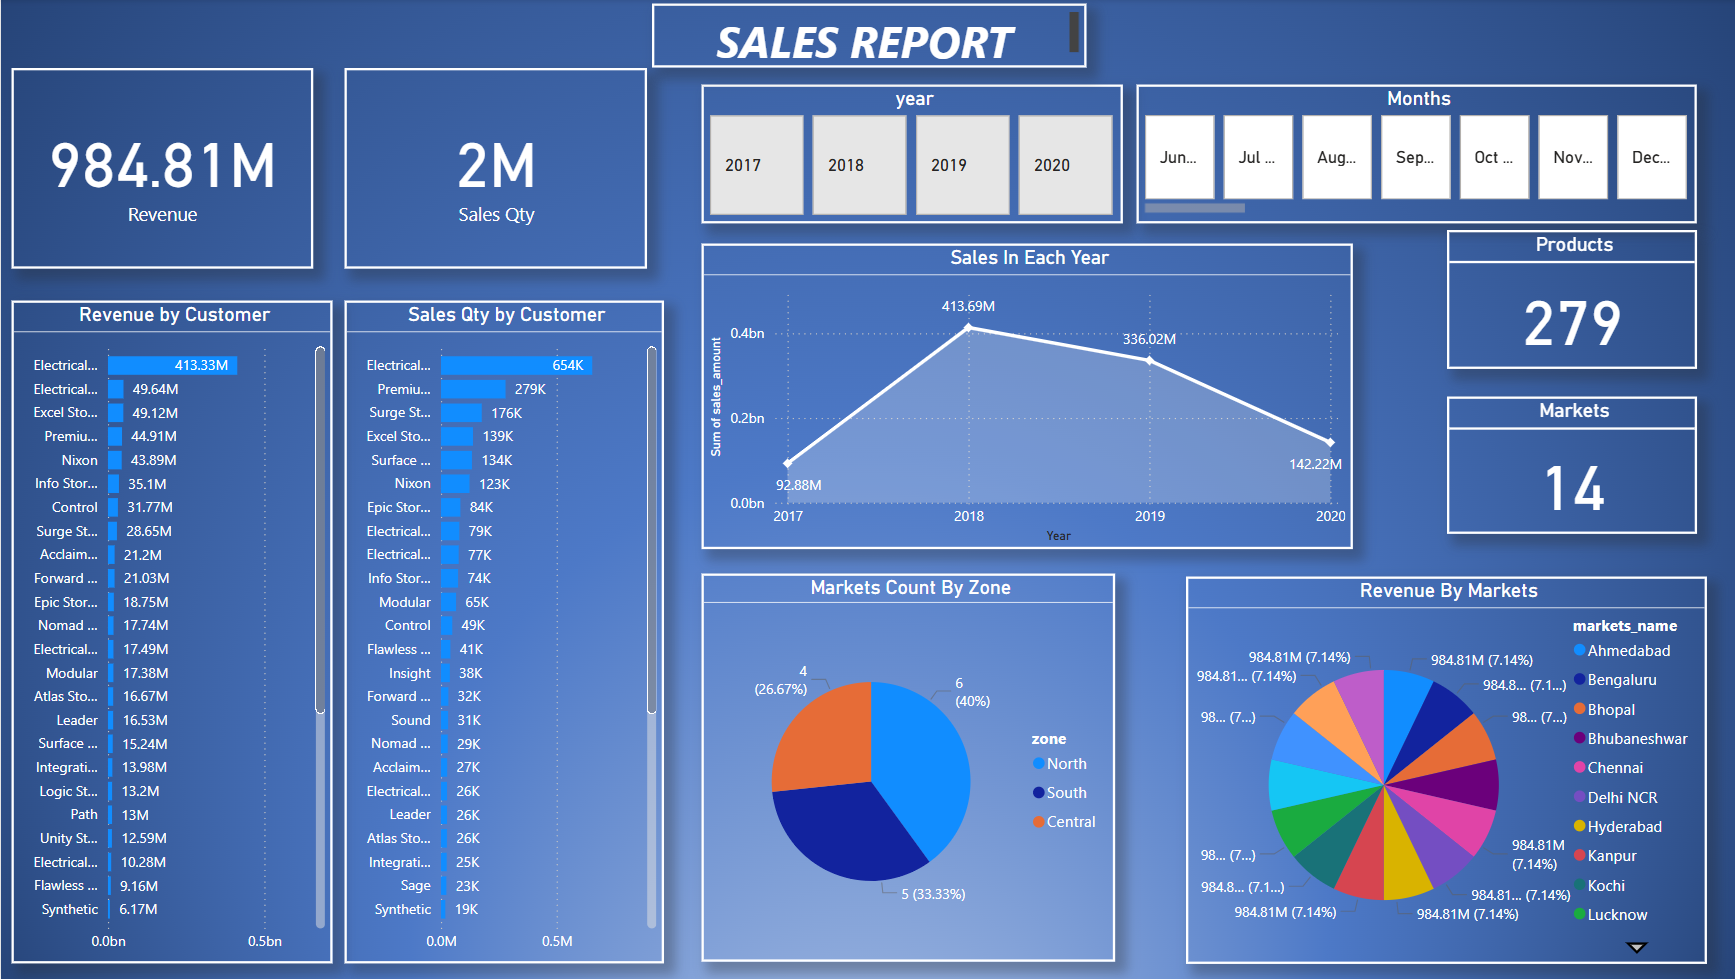 SALES REPORT
984.81M
Revenue
2M
Sales Qty
year
2017
2018
2019
2020
Months
Jun...
Jul ...
Aug...
Sep...
Oct ...
Nov...
Dec...
Revenue by Customer
Electrical... 413.33M
Electrical... 49.64M
Excel Sto... 49.12M
Premiu... 44.91M
Nixon 43.89M
Info Stor... 35.1M
Control 31.77M
Surge St... 28.65M
Acclaim... 21.2M
Forward ... 21.03M
Epic Stor... 18.75M
Nomad ... 17.74M
Electrical... 17.49M
Modular 17.38M
Atlas Sto... 16.67M
Leader 16.53M
Surface ... 15.24M
Integrati... 13.98M
Logic St... 13.2M
Path 13M
Unity St... 12.59M
Electrical... 10.28M
Flawless ... 9.16M
Synthetic 6.17M
0.0bn 0.5bn
Sales Qty by Customer
Electrical... 654K
Premiu... 279K
Surge St... 176K
Excel Sto... 139K
Surface ... 134K
Nixon 123K
Epic Stor... 84K
Electrical... 79K
Electrical... 77K
Info Stor... 74K
Modular 65K
Control 49K
Flawless ... 41K
Insight 38K
Forward ... 32K
Sound 31K
Nomad ... 29K
Acclaim... 27K
Electrical... 26K
Leader 26K
Atlas Sto... 26K
Integrati... 25K
Sage 23K
Synthetic 19K
0.0M 0.5M
Sales In Each Year
Sum of sales_amount
0.4bn
0.2bn
0.0bn
92.88M
413.69M
336.02M
142.22M
2017 2018 2019 2020
Year
Products
279
Markets
14
Markets Count By Zone
4
(26.67%)
6
(40%)
5 (33.33%)
zone
North
South
Central
Revenue By Markets
984.81M (7.14%)
984.81M (7.14%)
984.81...
(7.14%)
984.8... (7.1...)
98... (7...)
98... (7...)
98... (7...)
984.81M
(7.14%)
984.8... (7.1...)
984.81... (7.14%)
984.81M (7.14%)
984.81M (7.14%)
markets_name
Ahmedabad
Bengaluru
Bhopal
Bhubaneshwar
Chennai
Delhi NCR
Hyderabad
Kanpur
Kochi
Lucknow